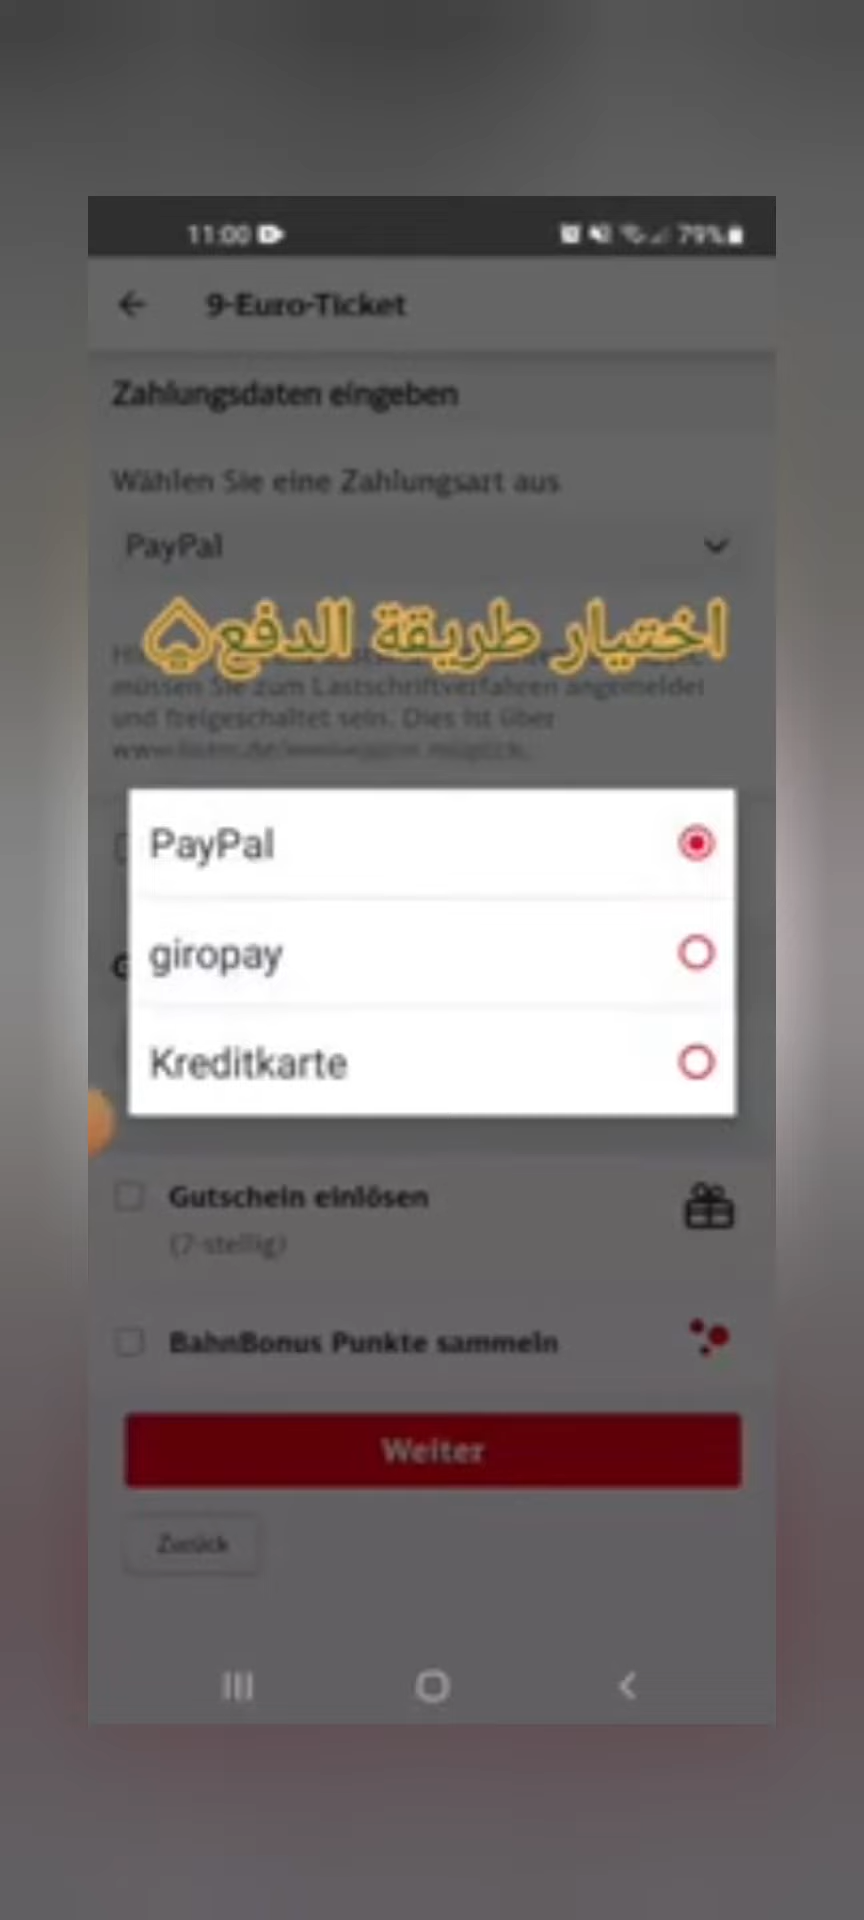 11:00
79%
9-Euro-Ticket
Zahlungsdaten eingeben
Wählen Sie eine Zahlungsart aus
PayPal
اختيار طريقة الدفع
müssen Sie zum Lastschriftverfahren angemeldet
und freigeschaltet sein. Dies ist über
möglich.
PayPal
giropay
Kreditkarte
Gutschein einlösen
(7-stellig)
BahnBonus Punkte sammeln
Weiter
Zurück